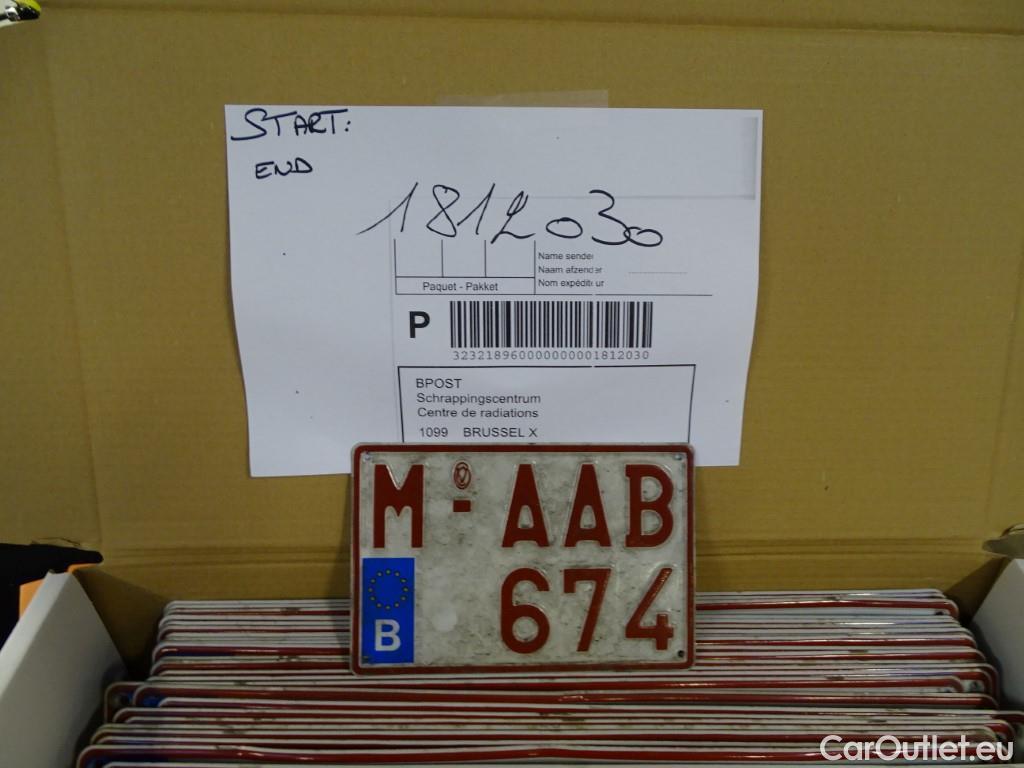 START:
END
1812030
Name sender
Naam afzender
Nom expéditeur
Paquet - Pakket
P
323218960000000001812030
BPOST
Schrappingscentrum
Centre de radiations
1099 BRUSSEL X
M-AAB
674
B
CarOutlet.eu